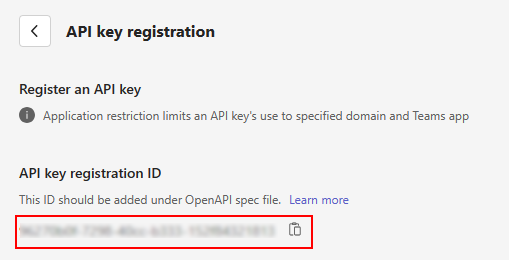 API key registration
Register an API key
Application restriction limits an API key's use to specified domain and Teams app
API key registration ID
This ID should be added under OpenAPI spec file. Learn more